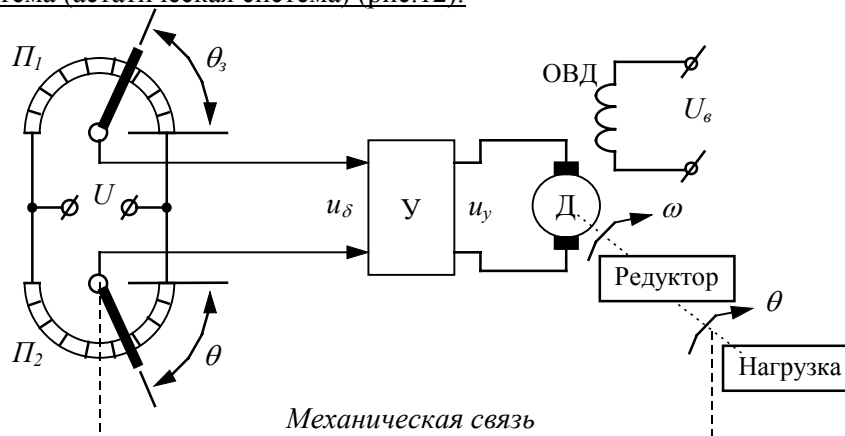 тема (астатическая система) (рис.12).
П₁
θз
ОВД
Uв
U
uδ
У
uу
Д
ω
Редуктор
θ
П₂
θ
Нагрузка
Механическая связь